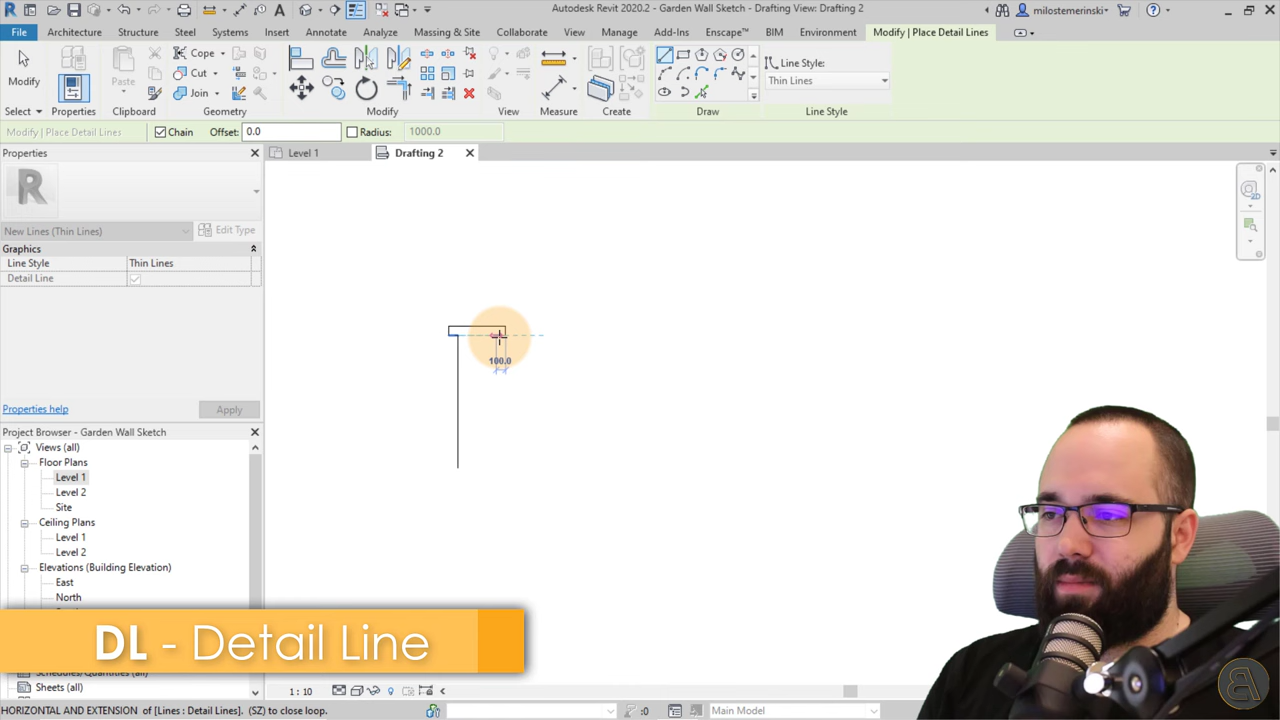 Autodesk Revit 2020.2 - Garden Wall Sketch - Drafting View: Drafting 2
milostemerinski
File
Architecture
Structure
Steel
Systems
Insert
Annotate
Analyze
Massing & Site
Collaborate
View
Manage
Add-Ins
Enscape™
BIM
Environment
Modify | Place Detail Lines
Modify
Paste
Cope
Cut
Join
Line Style:
Thin Lines
Select
Properties
Clipboard
Geometry
Modify
View
Measure
Create
Draw
Line Style
Modify | Place Detail Lines
Chain
Offset:
0.0
Radius:
1000.0
Properties
Level 1
Drafting 2
R
2D
New Lines (Thin Lines)
Edit Type
Graphics
Line Style
Thin Lines
Detail Line
100.0
Properties help
Apply
Project Browser - Garden Wall Sketch
Views (all)
Floor Plans
Level 1
Level 2
Site
Ceiling Plans
Level 1
Level 2
Elevations (Building Elevation)
East
North
DL - Detail Line
Schedules/Quantities (all)
Sheets (all)
1 : 10
HORIZONTAL AND EXTENSION of [Lines : Detail Lines]. (SZ) to close loop.
:0
Main Model